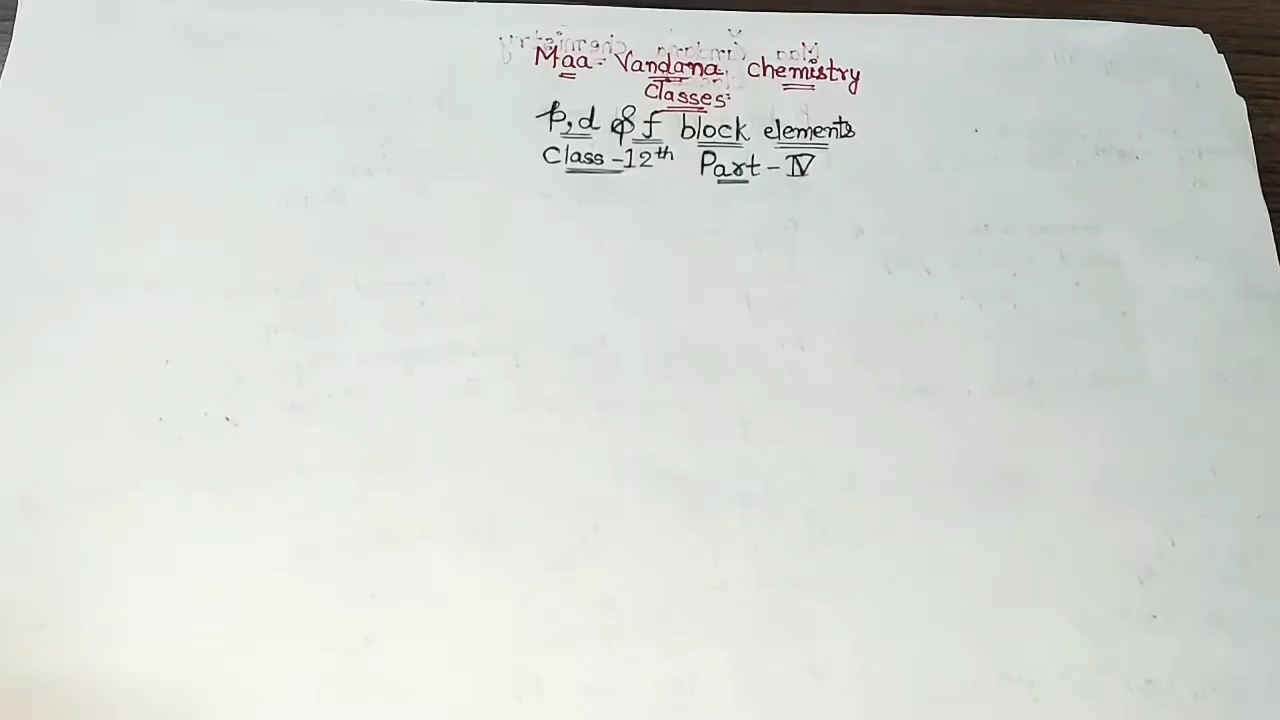 Maa- Vandana chemistry
Classes:
p,d & f block elements
Class-12th Part-IV